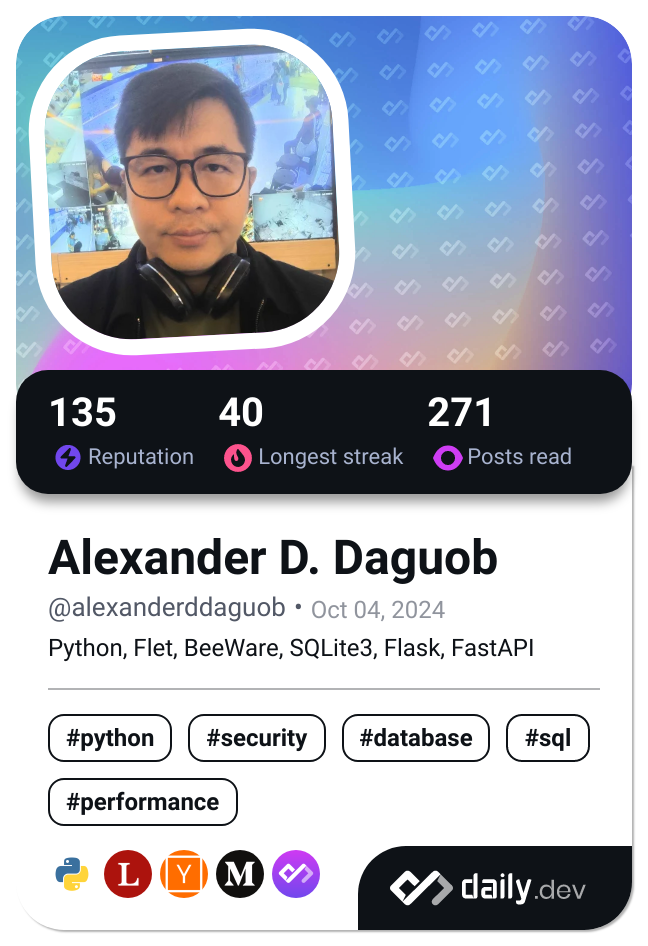 135 40 271
Reputation Longest streak Posts read
Alexander D. Daguob
@alexanderddaguob • Oct 04, 2024
Python, Flet, BeeWare, SQLite3, Flask, FastAPI
#python #security #database #sql
#performance
L Y M daily.dev